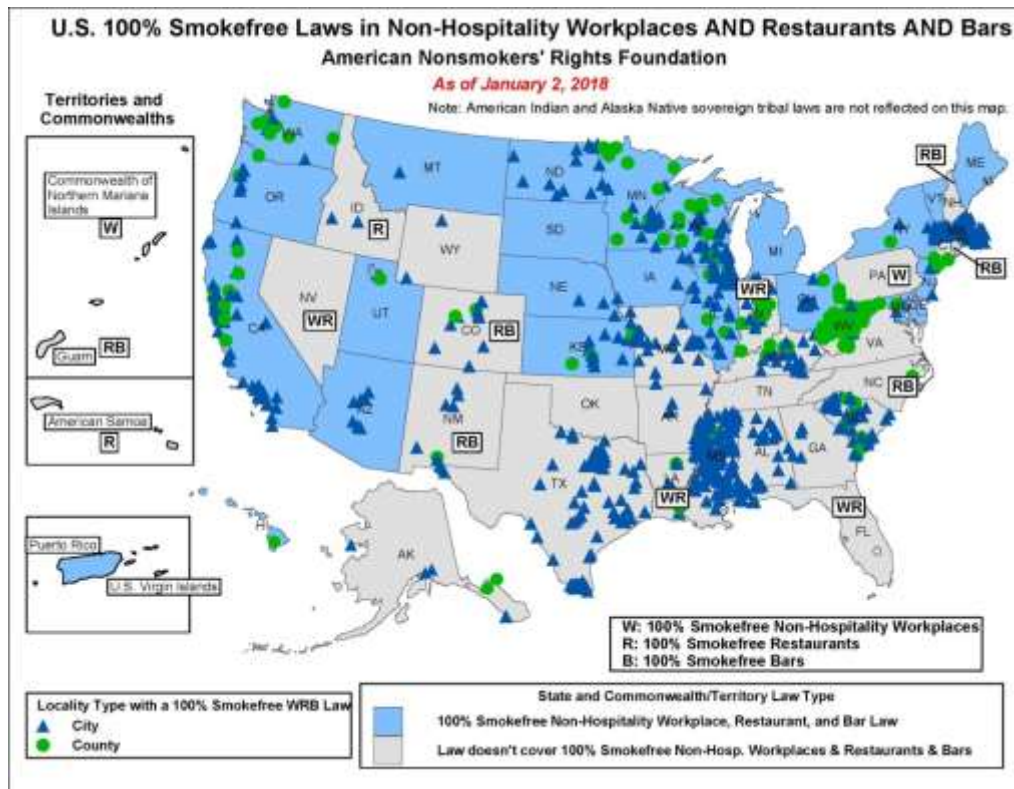 U.S. 100% Smokefree Laws in Non-Hospitality Workplaces AND Restaurants AND Bars
American Nonsmokers' Rights Foundation
As of January 2, 2018
Note: American Indian and Alaska Native sovereign tribal laws are not reflected on this map.
Territories and
Commonwealths
Commonwealth of
Northern Mariana
Islands
W
Guam
RB
American Samoa
R
Puerto Rico
U.S. Virgin Islands
WA
OR
CA
NV
WR
ID
R
MT
WY
UT
AZ
CO
RB
NM
RB
ND
SD
NE
KS
OK
TX
MN
IA
AR
LA
WR
MS
AL
GA
FL
WR
TN
NC
RB
VA
WV
PA
W
MI
WR
NY
VT
NH
RB
ME
RB
NJ
DE
AK
HI
W: 100% Smokefree Non-Hospitality Workplaces
R: 100% Smokefree Restaurants
B: 100% Smokefree Bars
Locality Type with a 100% Smokefree WRB Law
City
County
State and Commonwealth/Territory Law Type
100% Smokefree Non-Hospitality Workplace, Restaurant, and Bar Law
Law doesn't cover 100% Smokefree Non-Hosp. Workplaces & Restaurants & Bars